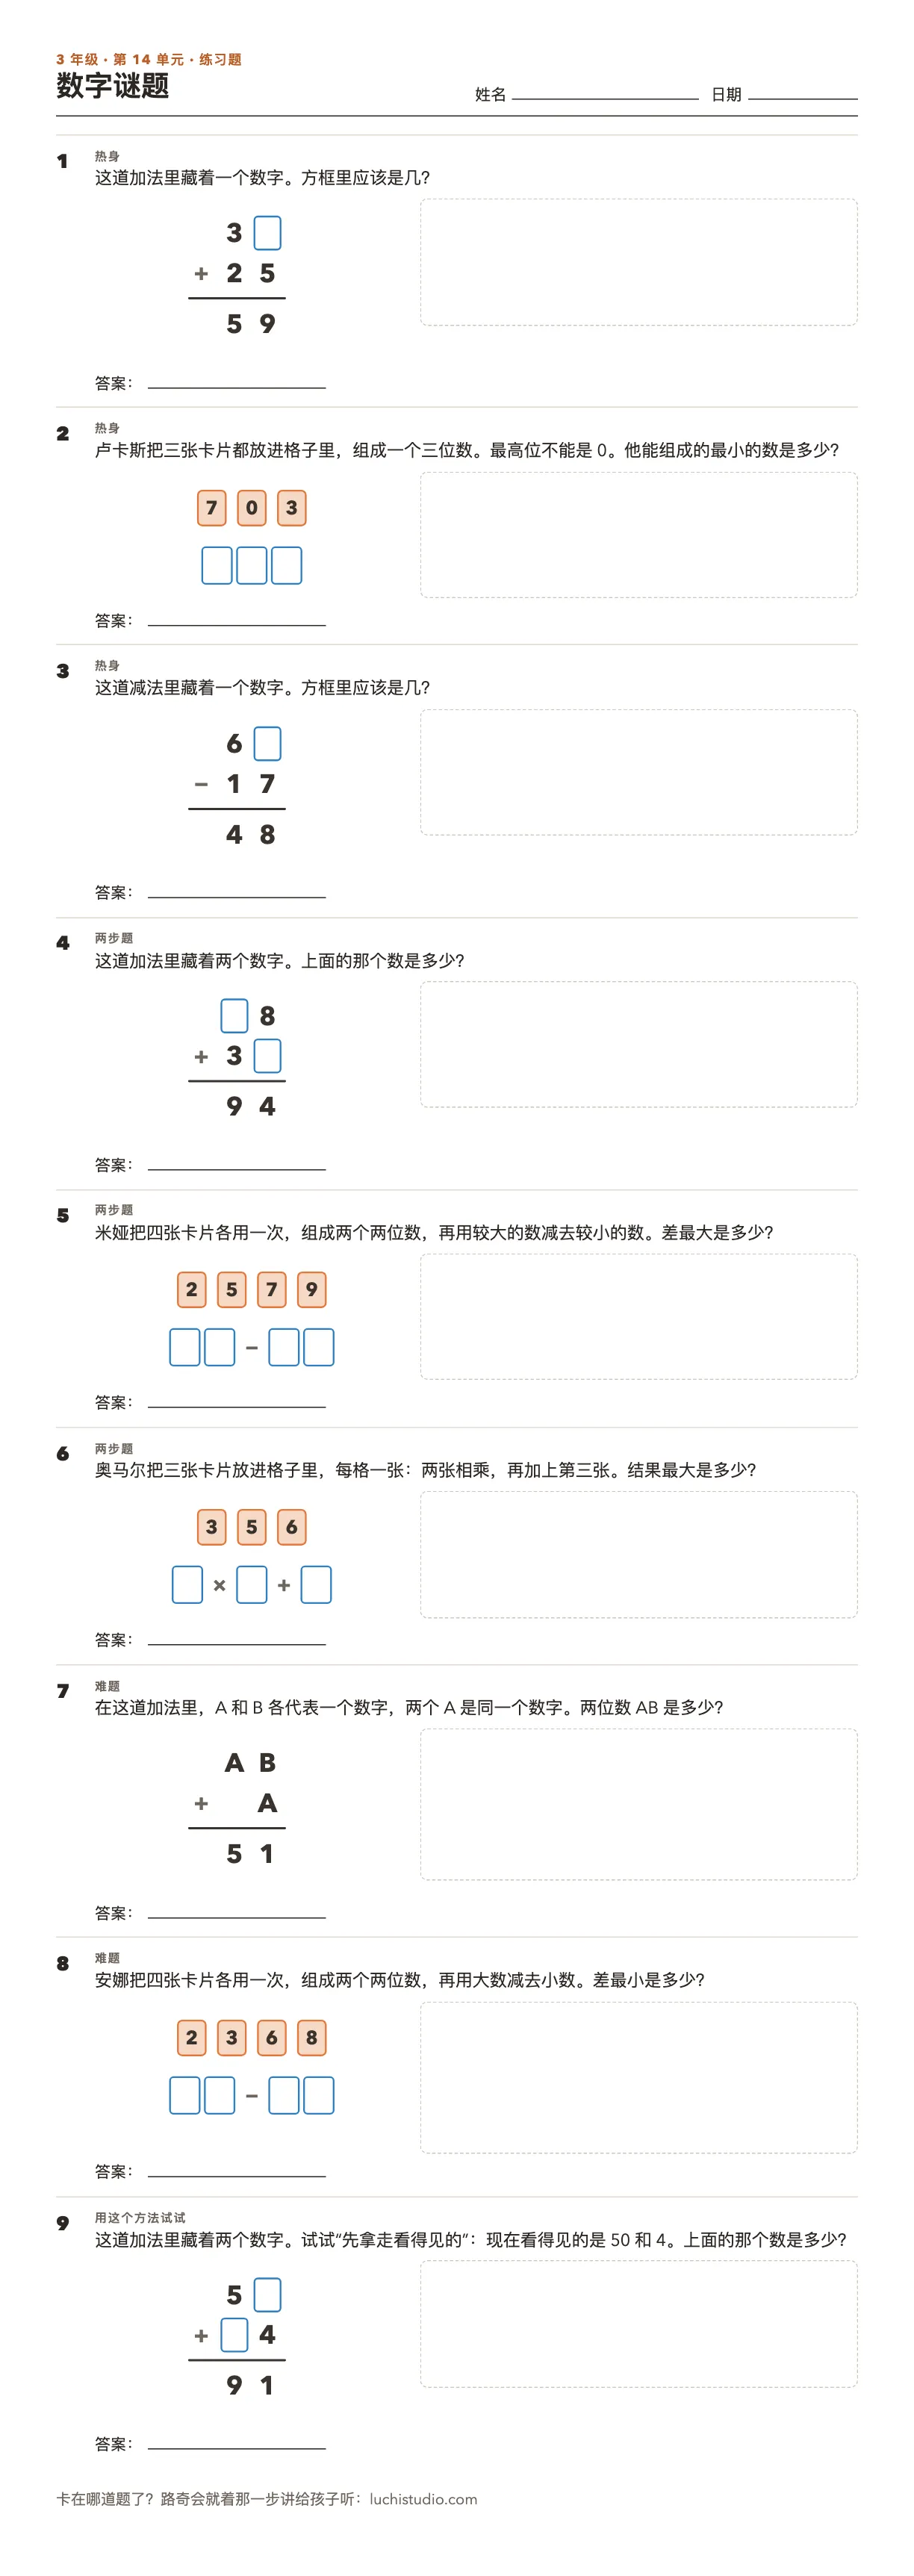 3 年级 · 第 14 单元 · 练习题
数字谜题
姓名 日期
1 热身
这道加法里藏着一个数字。方框里应该是几?
3
+ 2 5
5 9
答案:
2 热身
卢卡斯把三张卡片都放进格子里，组成一个三位数。最高位不能是 0。他能组成的最小的数是多少?
7 0 3
答案:
3 热身
这道减法里藏着一个数字。方框里应该是几?
6
− 1 7
4 8
答案:
4 两步题
这道加法里藏着两个数字。上面的那个数是多少?
8
+ 3
9 4
答案:
5 两步题
米娅把四张卡片各用一次，组成两个两位数，再用较大的数减去较小的数。差最大是多少?
2 5 7 9
−
答案:
6 两步题
奥马尔把三张卡片放进格子里，每格一张：两张相乘，再加上第三张。结果最大是多少?
3 5 6
× +
答案:
7 难题
在这道加法里，A 和 B 各代表一个数字，两个 A 是同一个数字。两位数 AB 是多少?
A B
+ A
5 1
答案:
8 难题
安娜把四张卡片各用一次，组成两个两位数，再用大数减去小数。差最小是多少?
2 3 6 8
−
答案:
9 用这个方法试试
这道加法里藏着两个数字。试试“先拿走看得见的”：现在看得见的是 50 和 4。上面的那个数是多少?
5
+ 4
9 1
答案:
卡在哪道题了? 路奇会就着那一步讲给孩子听：luchistudio.com